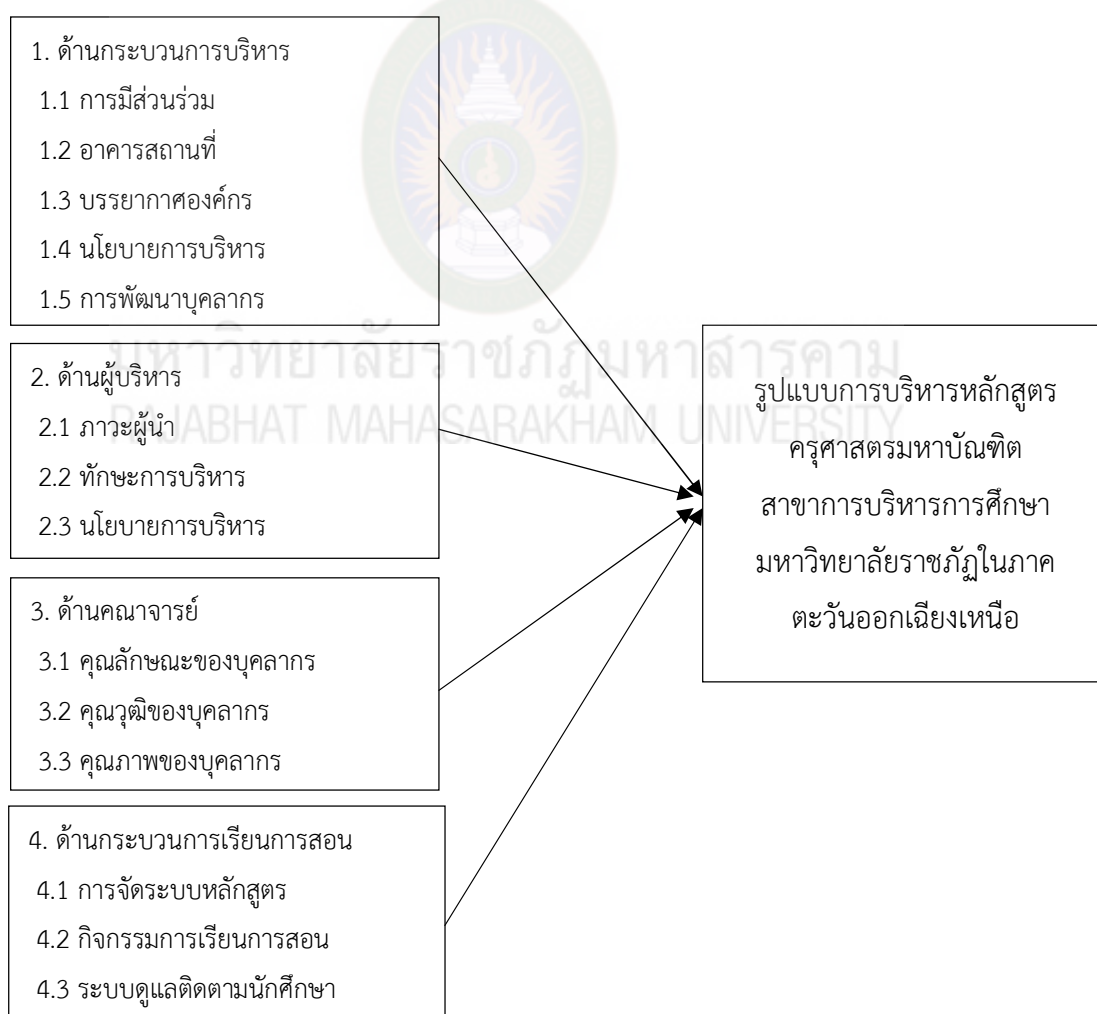 1. ด้านกระบวนการบริหาร
1.1 การมีส่วนร่วม
1.2 อาคารสถานที่
1.3 บรรยากาศองค์กร
1.4 นโยบายการบริหาร
1.5 การพัฒนาบุคลากร
มหาวิทยาลัยราชภัฏมหาสารคาม
RAJABHAT MAHASARAKHAM UNIVERSITY
2. ด้านผู้บริหาร
2.1 ภาวะผู้นำ
2.2 ทักษะการบริหาร
2.3 นโยบายการบริหาร
3. ด้านคณาจารย์
3.1 คุณลักษณะของบุคลากร
3.2 คุณวุฒิของบุคลากร
3.3 คุณภาพของบุคลากร
4. ด้านกระบวนการเรียนการสอน
4.1 การจัดระบบหลักสูตร
4.2 กิจกรรมการเรียนการสอน
4.3 ระบบดูแลติดตามนักศึกษา
รูปแบบการบริหารหลักสูตร
ครุศาสตรมหาบัณฑิต
สาขาการบริหารการศึกษา
มหาวิทยาลัยราชภัฏในภาค
ตะวันออกเฉียงเหนือ